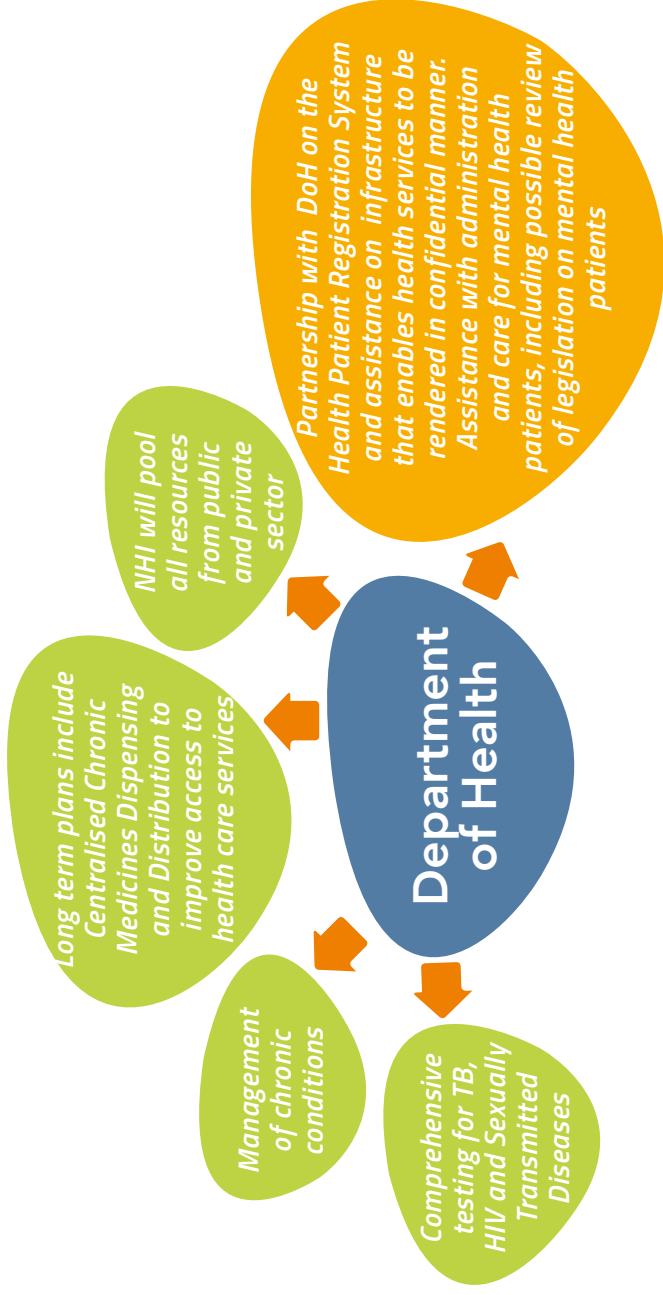 Department
of Health
Comprehensive
testing for TB,
HIV and Sexually
Transmitted
Diseases
Management
of chronic
conditions
Long term plans include
Centralised Chronic
Medicines Dispensing
and Distribution to
improve access to
health care services
NHI will pool
all resources
from public
and private
sector
Partnership with DoH on the
Health Patient Registration System
and assistance on infrastructure
that enables health services to be
rendered in confidential manner.
Assistance with administration
and care for mental health
patients, including possible review
of legislation on mental health
patients